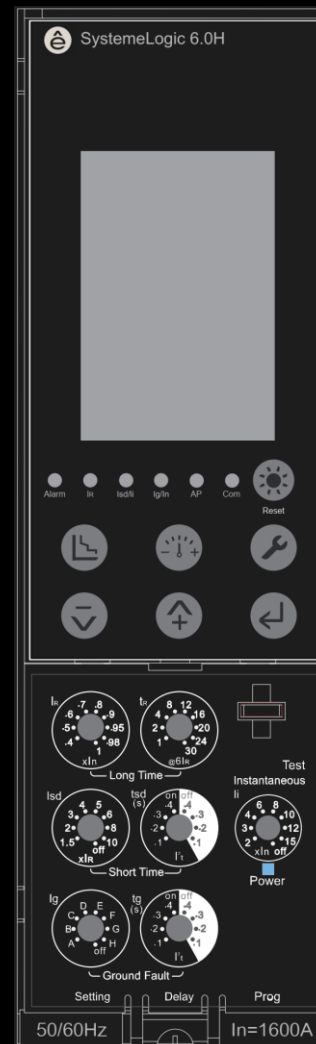 ê SystemeLogic 6.0H
Alarm IR Isd/Ii Ig/In AP Com
Reset
IR tR
.4 .5 .6 .7 .8 .9 .95 .98 1
xIn
1 2 4 8 12 16 20 24 30
@6IR
Long Time
Test
Instantaneous
Isd tsd (s) Ii
1.5 2 3 4 5 6 8 10 off
xIR
on off
.1 .2 .3 .4 .4 .3 .2 .1
I²t
2 3 4 6 8 10 12 15 off
xIn
Short Time
Power
Ig tg (s)
A B C D E F G H off
on off
.1 .2 .3 .4 .4 .3 .2 .1
I²t
Ground Fault
Setting Delay Prog
50/60Hz In=1600A